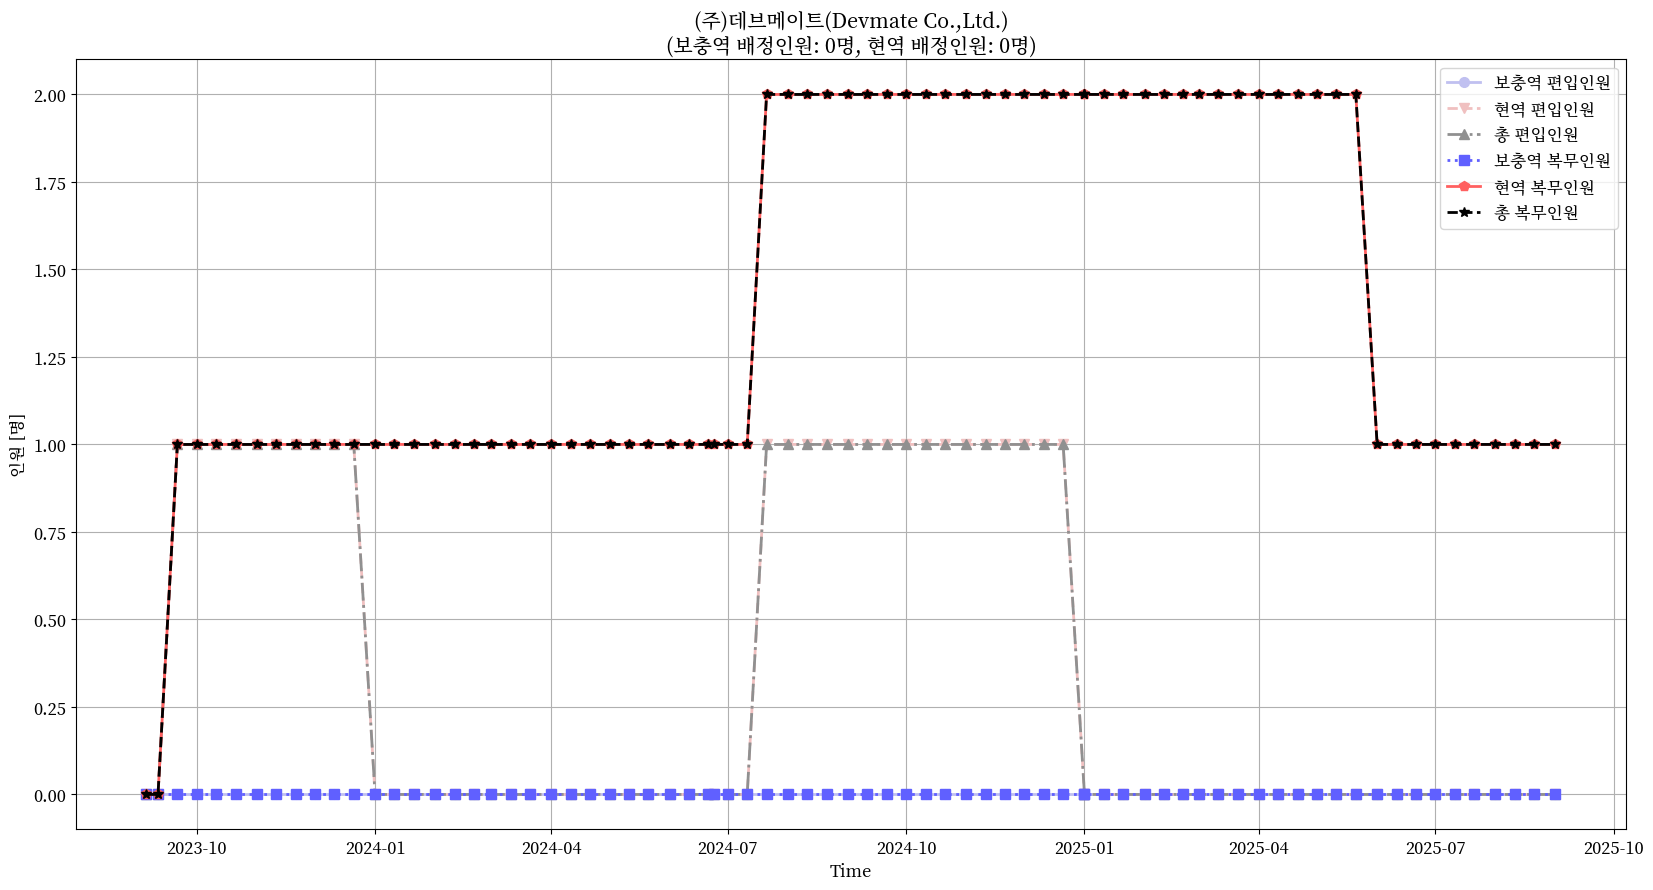 (주)데브메이트(Devmate Co.,Ltd.)
(보충역 배정인원: 0명, 현역 배정인원: 0명)
보충역 편입인원
현역 편입인원
총 편입인원
보충역 복무인원
현역 복무인원
총 복무인원
인원 [명]
2.00
1.75
1.50
1.25
1.00
0.75
0.50
0.25
0.00
2023-10
2024-01
2024-04
2024-07
2024-10
2025-01
2025-04
2025-07
2025-10
Time